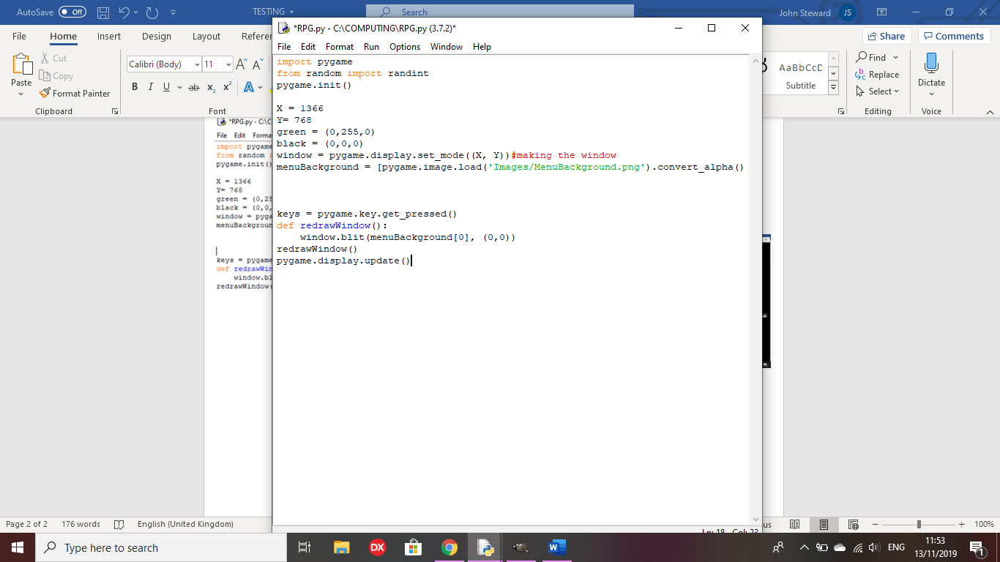 AutoSave Off TESTING Search John Steward JS
File Home Insert Design Layout Refere Share Comments
Paste Cut Copy Format Painter
Clipboard
Calibri (Body) 11
B I U ab x₂ x² A
Font
AaBbCcD
Subtitle
Find
Replace
Select
Editing
Dictate
Voice
*RPG.py - C:\C
File Edit Forma
import pygame
from random i
pygame.init()
X = 1366
Y= 768
green = (0,25
black = (0,0,
window = pyga
menuBackgroun
keys = pygame
def redrawWin
window.bl
redrawWindow(
*RPG.py - C:\COMPUTING\RPG.py (3.7.2)*
File Edit Format Run Options Window Help
import pygame
from random import randint
pygame.init()
X = 1366
Y= 768
green = (0,255,0)
black = (0,0,0)
window = pygame.display.set_mode((X, Y))#making the window
menuBackground = [pygame.image.load('Images/MenuBackground.png').convert_alpha()
keys = pygame.key.get_pressed()
def redrawWindow():
window.blit(menuBackground[0], (0,0))
redrawWindow()
pygame.display.update()
Ln: 18 Col: 23
Page 2 of 2 176 words English (United Kingdom) us 100%
Type here to search DX W ENG 11:53
13/11/2019 1